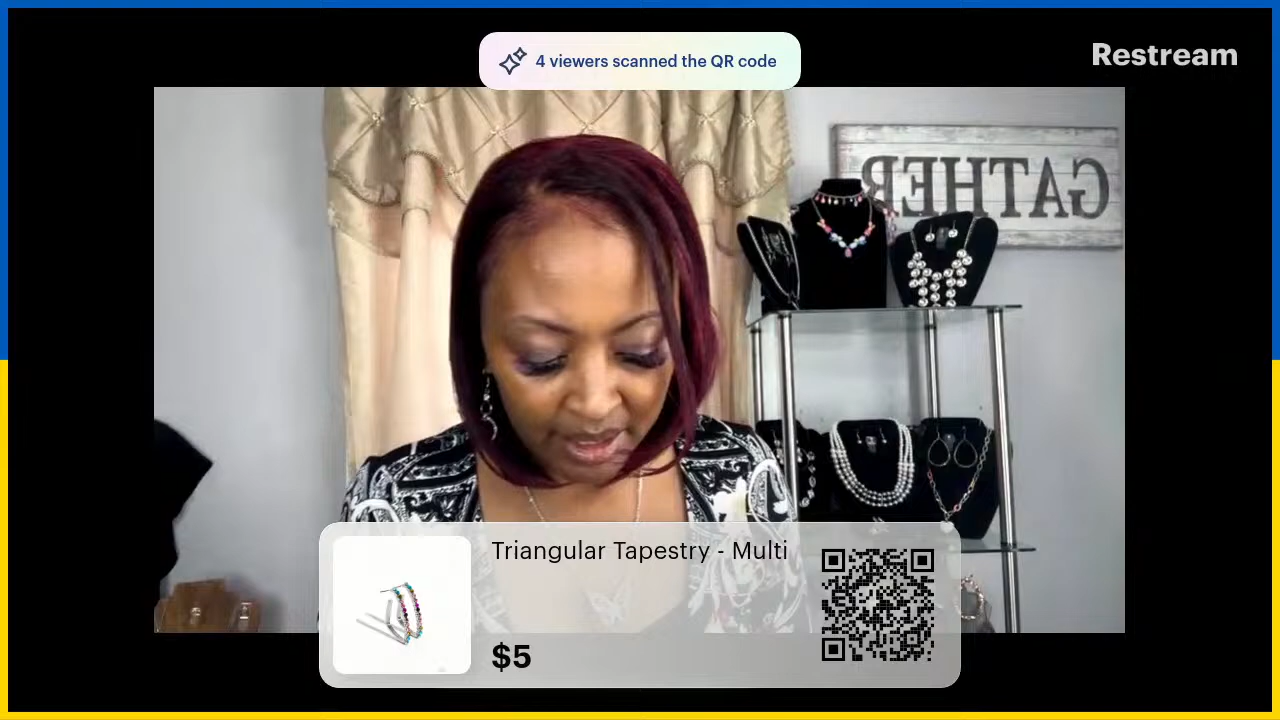 4 viewers scanned the QR code
Restream
GATHER
Triangular Tapestry - Multi
$5